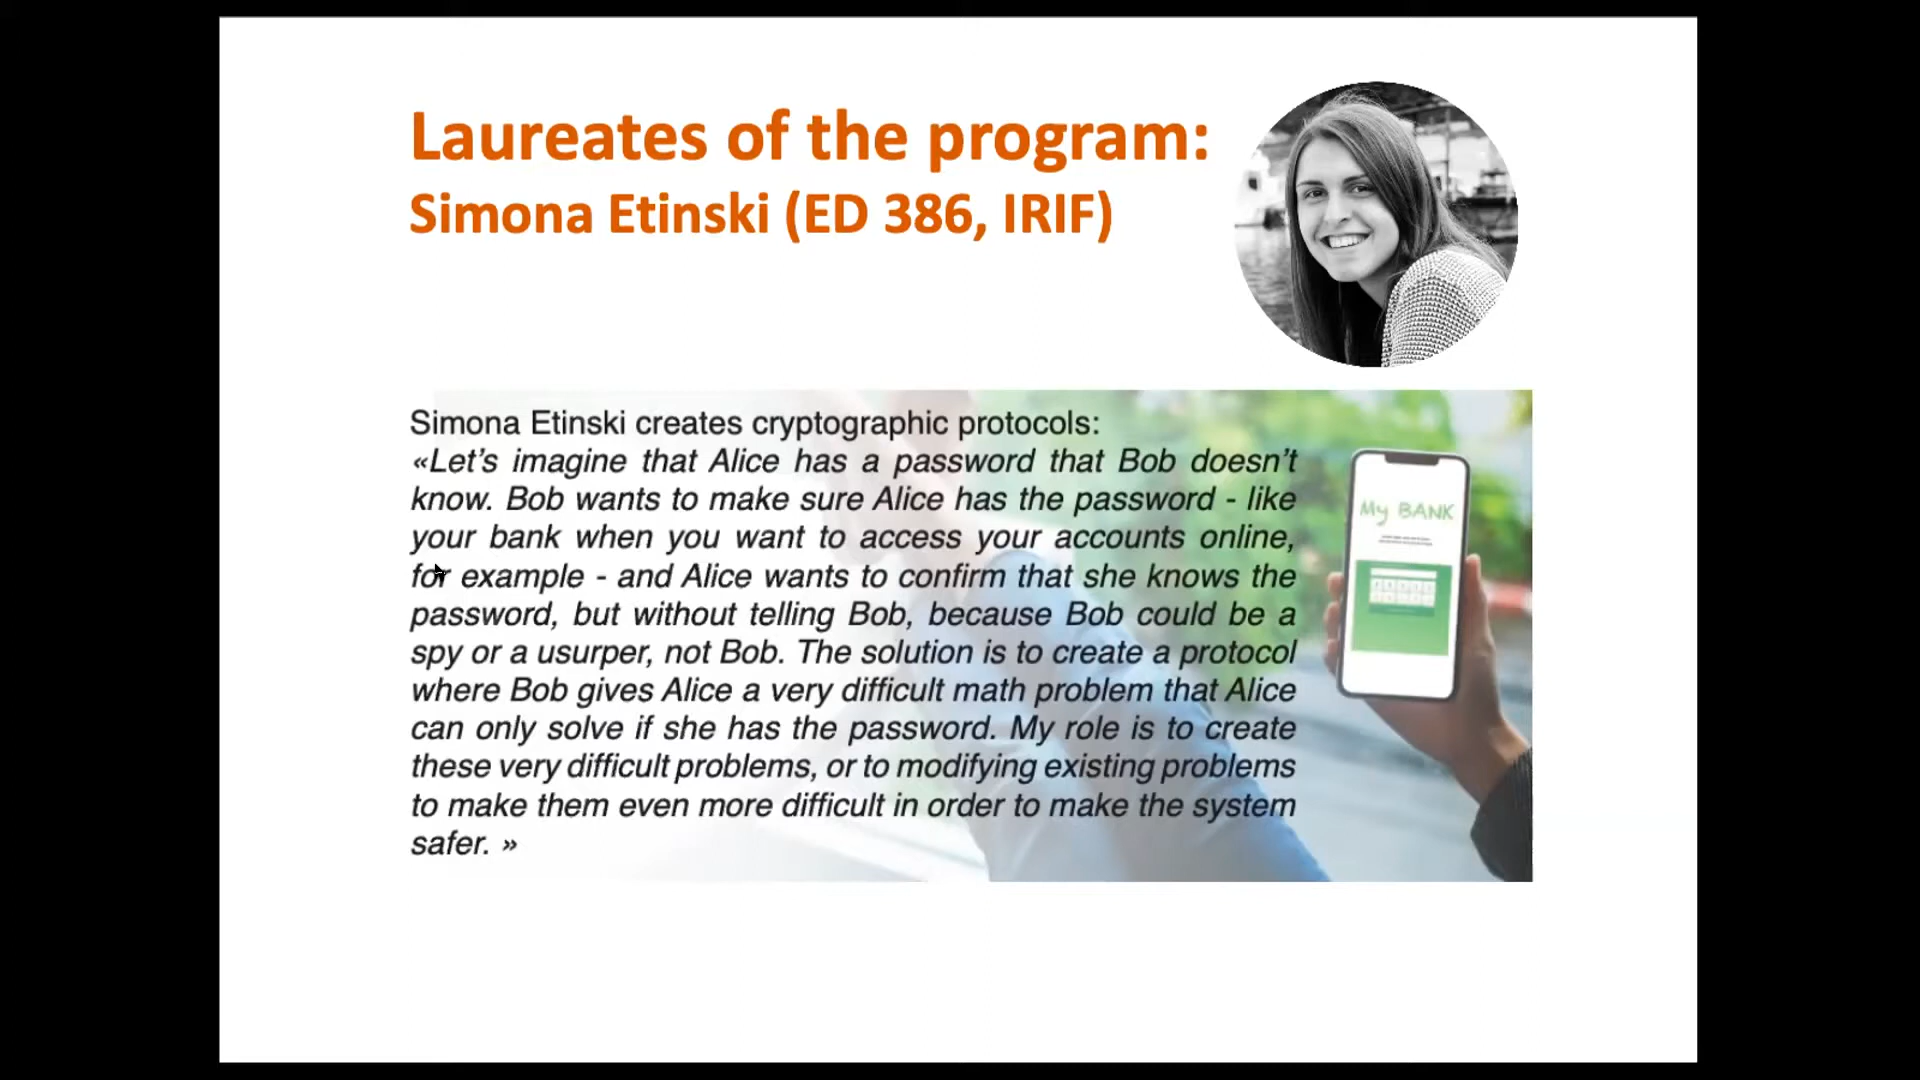 Laureates of the program:
Simona Etinski (ED 386, IRIF)
Simona Etinski creates cryptographic protocols:
«Let’s imagine that Alice has a password that Bob doesn’t
know. Bob wants to make sure Alice has the password - like
your bank when you want to access your accounts online,
for example - and Alice wants to confirm that she knows the
password, but without telling Bob, because Bob could be a
spy or a usurper, not Bob. The solution is to create a protocol
where Bob gives Alice a very difficult math problem that Alice
can only solve if she has the password. My role is to create
these very difficult problems, or to modifying existing problems
to make them even more difficult in order to make the system
safer. »
My BANK